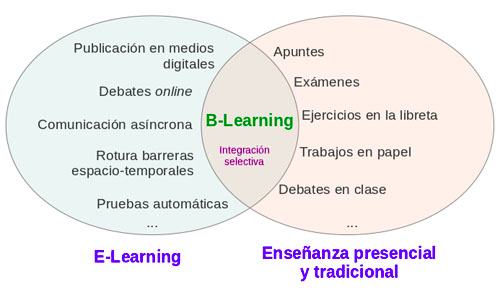 Publicación en medios
digitales
Debates online
Comunicación asíncrona
Rotura barreras
espacio-temporales
Pruebas automáticas
...
B-Learning
Integración
selectiva
Apuntes
Exámenes
Ejercicios en la libreta
Trabajos en papel
Debates en clase
...
E-Learning
Enseñanza presencial
y tradicional